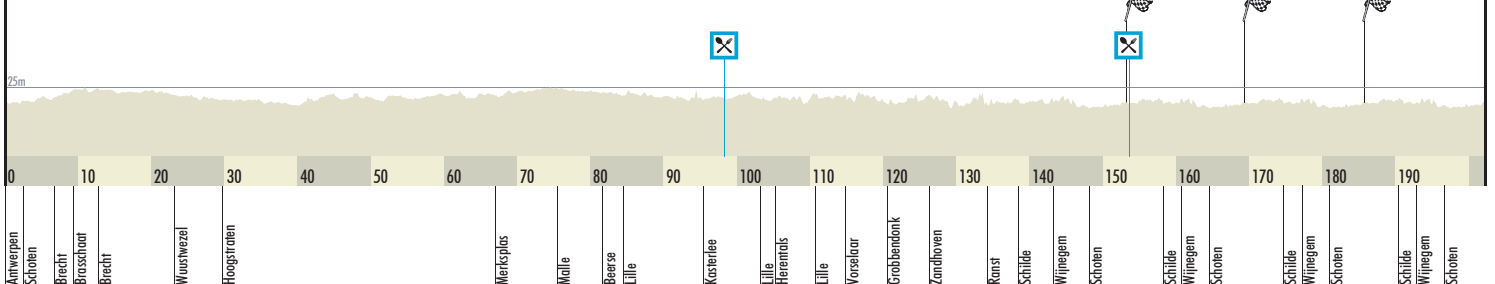 25m
0 10 20 30 40 50 60 70 80 90 100 110 120 130 140 150 160 170 180 190
Antwerpen
Schoten
Brecht
Brasschaat
Brecht
Wuustwezel
Hoogstraten
Merksplas
Malle
Beerse
Lille
Kasterlee
Lille
Herentals
Lille
Vorselaar
Grobbendonk
Zandhoven
Ranst
Schilde
Wijnegem
Schoten
Schilde
Wijnegem
Schoten
Schilde
Wijnegem
Schoten
Schilde
Wijnegem
Schoten